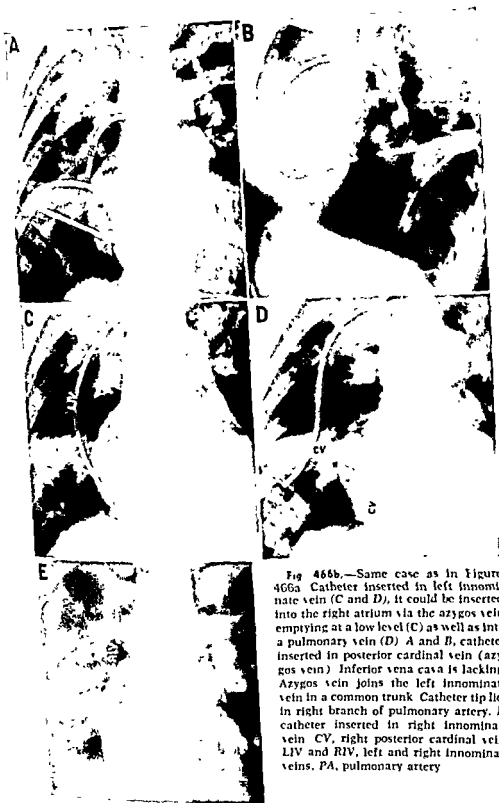 A
B
C
D
CV
E
RIV
Fig 466b,—Same case as in Figure
466a Catheter inserted in left innomi-
nate vein (C and D), it could be inserted
into the right atrium via the azygos vein
emptying at a low level (C) as well as int
a pulmonary vein (D) A and B, cathete
inserted in posterior cardinal vein (azy
gos vein) Inferior vena cava is lackin
Azygos vein joins the left innominat
vein in a common trunk Catheter tip lie
in right branch of pulmonary artery.
catheter inserted in right innomina
vein CV, right posterior cardinal vei
LIV and RIV, left and right innomina
veins, PA, pulmonary artery